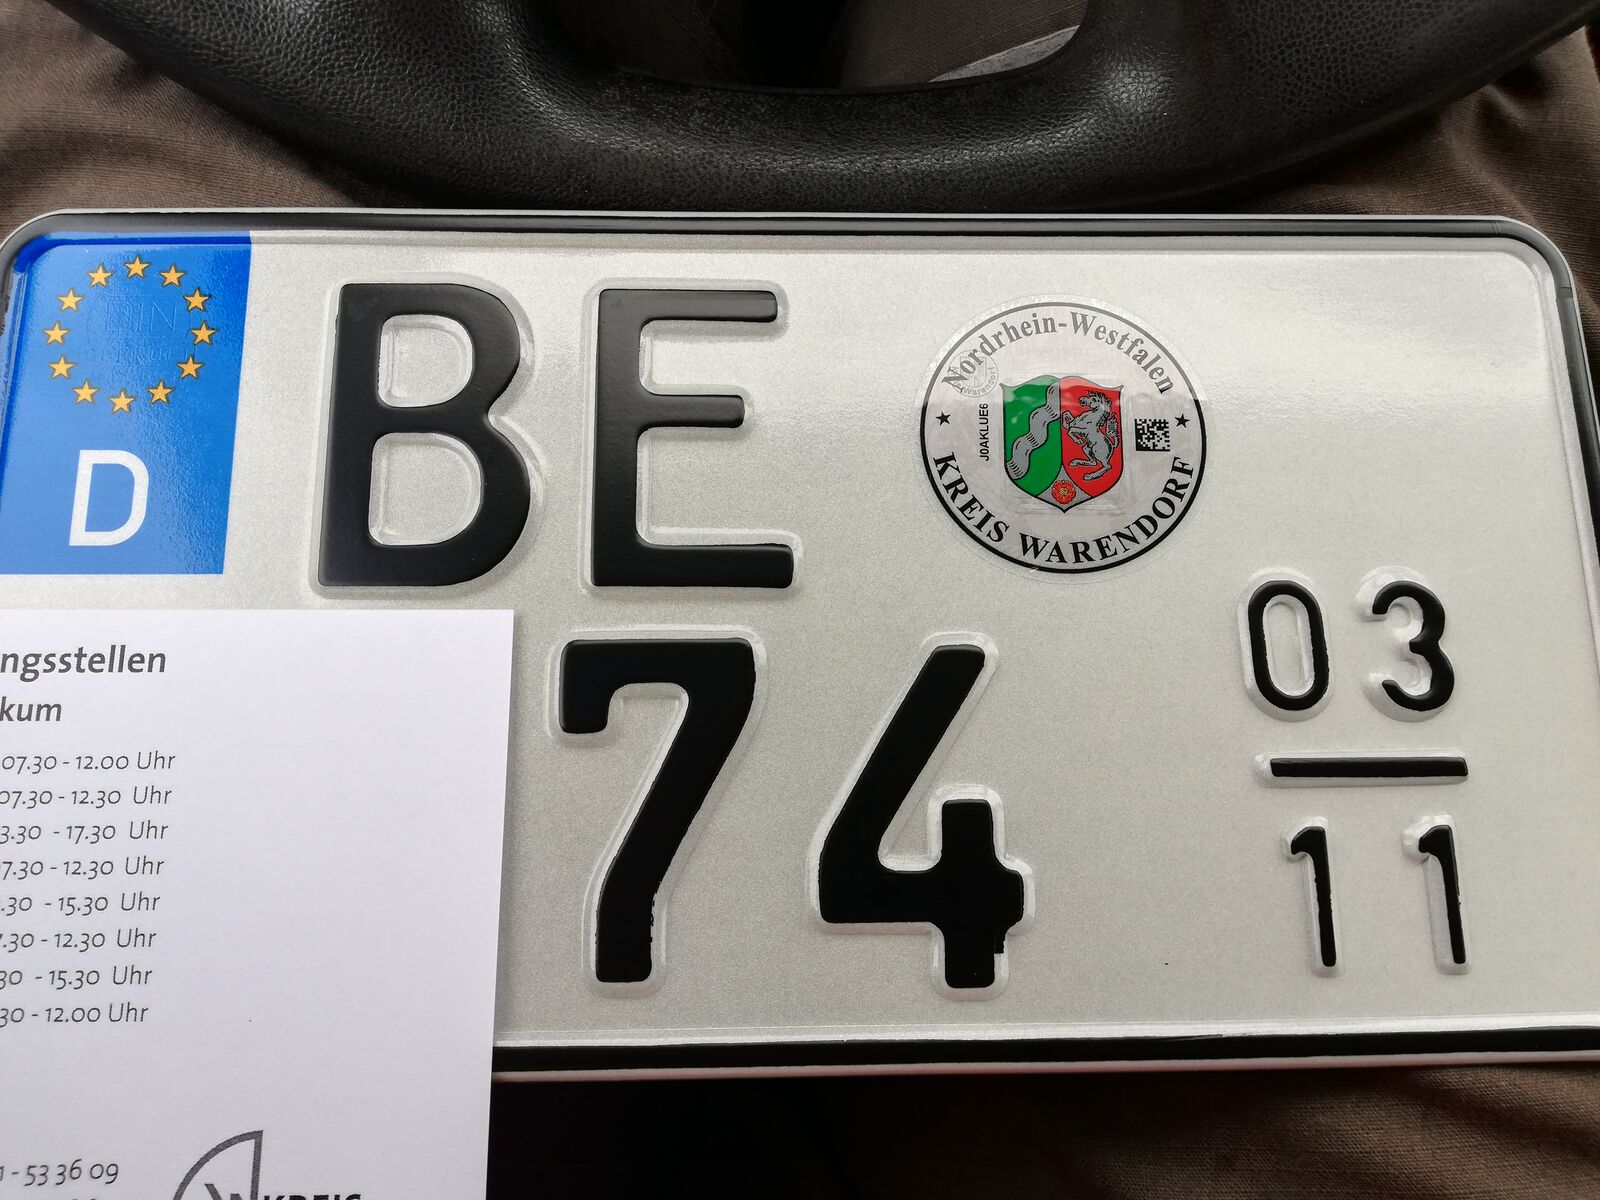 D
BE
Nordrhein-Westfalen
J0AKLUE6
KREIS WARENDORF
74
03
11
ngsstellen
kum
07.30 - 12.00 Uhr
07.30 - 12.30 Uhr
3.30 - 17.30 Uhr
7.30 - 12.30 Uhr
.30 - 15.30 Uhr
7.30 - 12.30 Uhr
30 - 15.30 Uhr
30 - 12.00 Uhr
1 - 53 36 09
KREIS